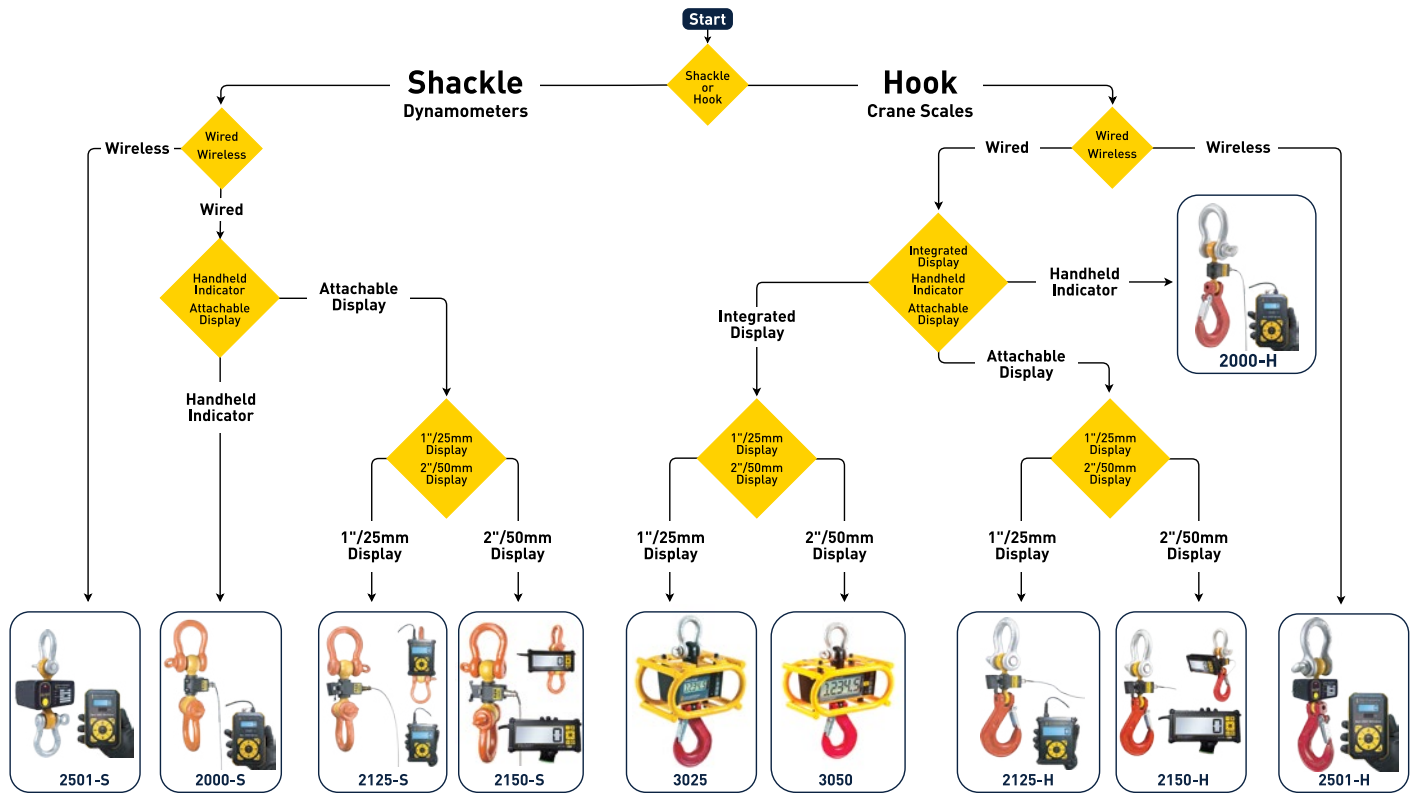 Start
Shackle
or
Hook
Shackle
Dynamometers
Hook
Crane Scales
Wired
Wireless
Wireless
Wired
Wired
Wireless
Wired
Wireless
Handheld
Indicator
Attachable
Display
Attachable
Display
Handheld
Indicator
Integrated
Display
Handheld
Indicator
Attachable
Display
Handheld
Indicator
2000-H
Integrated
Display
Attachable
Display
1"/25mm
Display
2"/50mm
Display
1"/25mm
Display
2"/50mm
Display
1"/25mm
Display
2"/50mm
Display
1"/25mm
Display
2"/50mm
Display
1"/25mm
Display
2"/50mm
Display
1"/25mm
Display
2"/50mm
Display
2501-S
2000-S
2125-S
2150-S
3025
1234.5
3050
2125-H
2150-H
2501-H